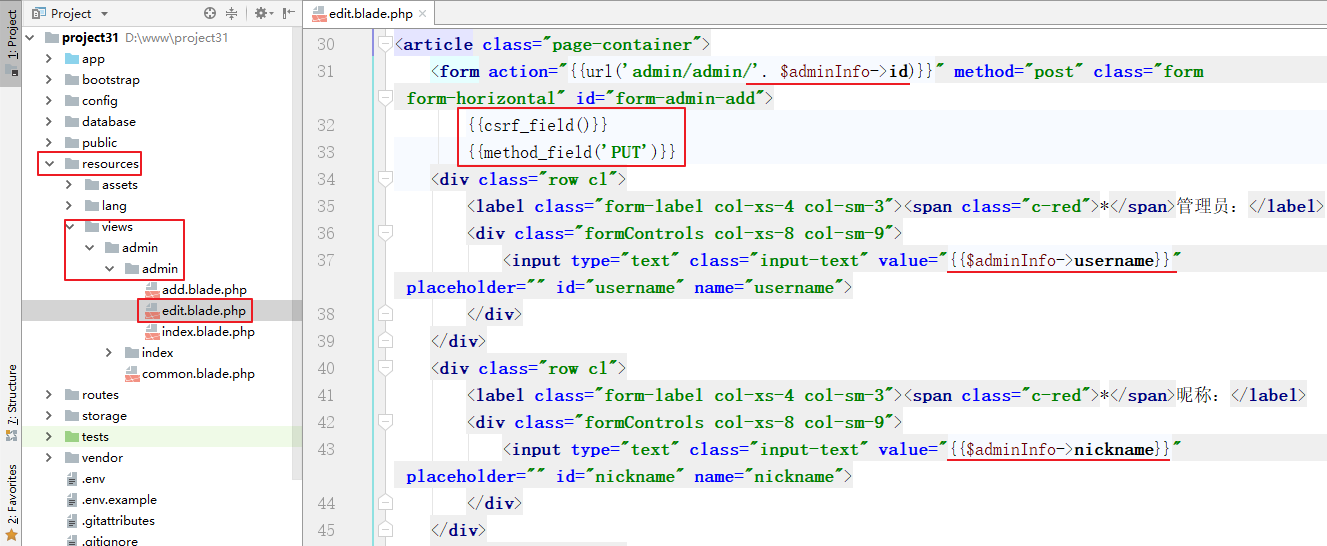 Project
edit.blade.php
1: Project
7: Structure
2: Favorites
project31 D:\www\project31
app
bootstrap
config
database
public
resources
assets
lang
views
admin
admin
add.blade.php
edit.blade.php
index.blade.php
index
common.blade.php
routes
storage
tests
vendor
.env
.env.example
.gitattributes
.gitignore
30 <article class="page-container">
31 <form action="{{url('admin/admin/'. $adminInfo->id)}}" method="post" class="form
form-horizontal" id="form-admin-add">
32 {{csrf_field()}}
33 {{method_field('PUT')}}
34 <div class="row cl">
35 <label class="form-label col-xs-4 col-sm-3"><span class="c-red">*</span>管理员：</label>
36 <div class="formControls col-xs-8 col-sm-9">
37 <input type="text" class="input-text" value="{{$adminInfo->username}}"
placeholder="" id="username" name="username">
38 </div>
39 </div>
40 <div class="row cl">
41 <label class="form-label col-xs-4 col-sm-3"><span class="c-red">*</span>昵称：</label>
42 <div class="formControls col-xs-8 col-sm-9">
43 <input type="text" class="input-text" value="{{$adminInfo->nickname}}"
placeholder="" id="nickname" name="nickname">
44 </div>
45 </div>